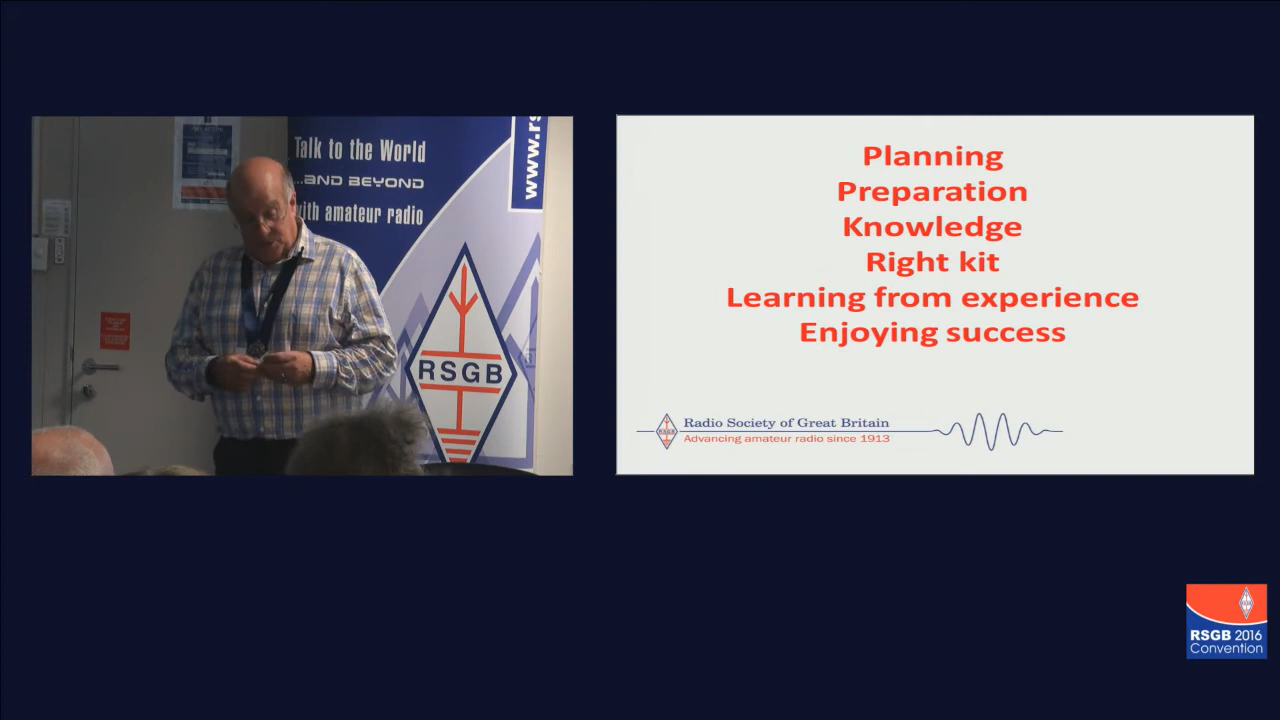 Talk to the World
...AND BEYOND
with amateur radio
www.rs
RSGB
Planning
Preparation
Knowledge
Right kit
Learning from experience
Enjoying success
RSGB
Radio Society of Great Britain
Advancing amateur radio since 1913
RSGB 2016
Convention